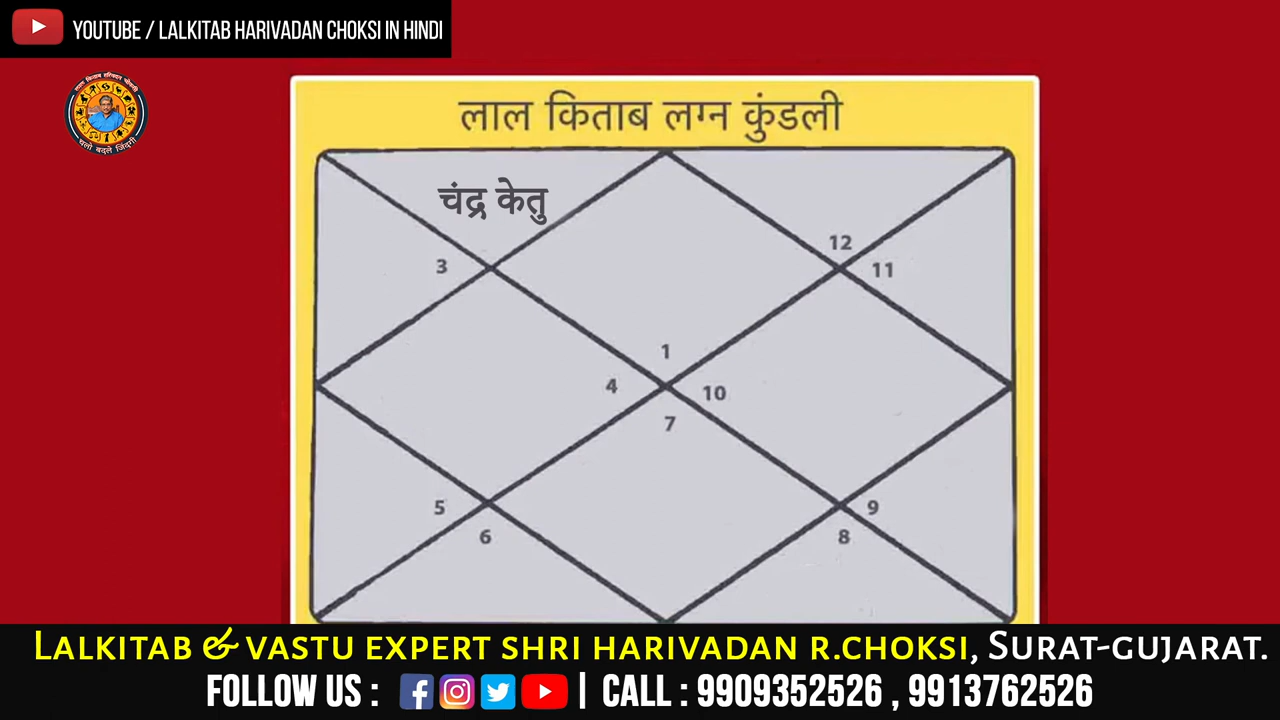 YOUTUBE / LALKITAB HARIVADAN CHOKSI IN HINDI
लाल किताब लग्न कुंडली
चंद्र केतु
12
3
11
1
4
10
7
5
9
6
8
LALKITAB & VASTU EXPERT SHRI HARIVADAN R.CHOKSI, SURAT-GUJARAT.
FOLLOW US : | CALL : 9909352526 , 9913762526